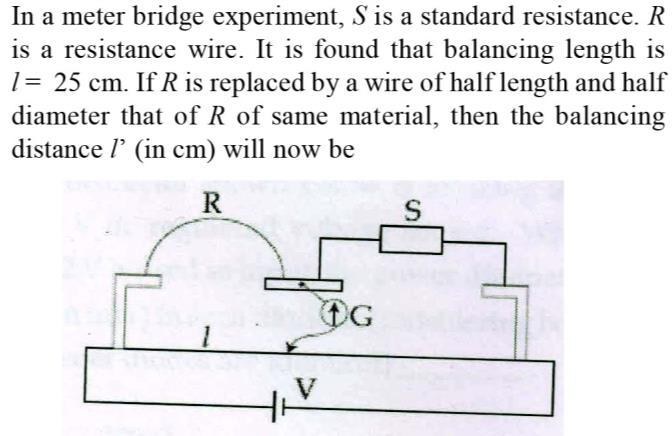 In a meter bridge experiment, S is a standard resistance. R
is a resistance wire. It is found that balancing length is
l = 25 cm. If R is replaced by a wire of half length and half
diameter that of R of same material, then the balancing
distance l’ (in cm) will now be
R
S
G
l
V